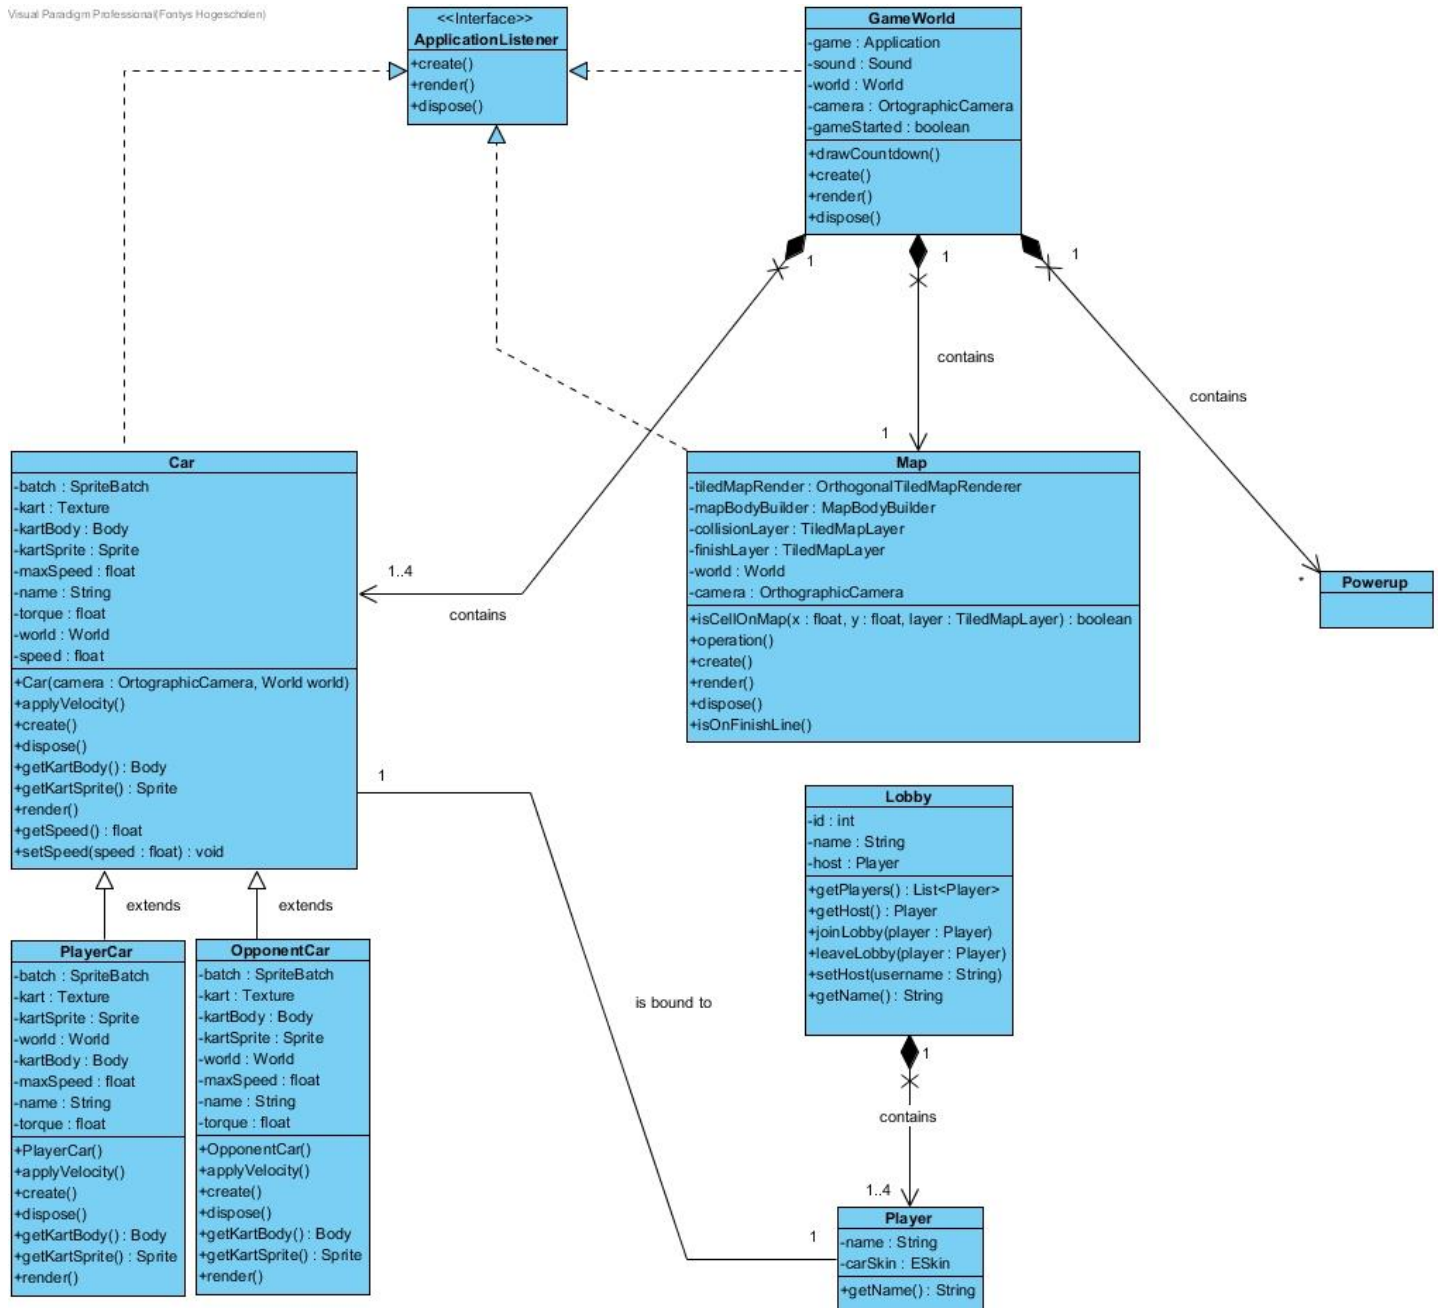 Visual Paradigm Professional(Fontys Hogescholen)
<<Interface>>
ApplicationListener
+create()
+render()
+dispose()
GameWorld
-game : Application
-sound : Sound
-world : World
-camera : OrtographicCamera
-gameStarted : boolean
+drawCountdown()
+create()
+render()
+dispose()
1
1
1
contains
contains
1
1..4
contains
*
Car
-batch : SpriteBatch
-kart : Texture
-kartBody : Body
-kartSprite : Sprite
-maxSpeed : float
-name : String
-torque : float
-world : World
-speed : float
+Car(camera : OrtographicCamera, World world)
+applyVelocity()
+create()
+dispose()
+getKartBody() : Body
+getKartSprite() : Sprite
+render()
+getSpeed() : float
+setSpeed(speed : float) : void
Map
-tiledMapRender : OrthogonalTiledMapRenderer
-mapBodyBuilder : MapBodyBuilder
-collisionLayer : TiledMapLayer
-finishLayer : TiledMapLayer
-world : World
-camera : OrthographicCamera
+isCellOnMap(x : float, y : float, layer : TiledMapLayer) : boolean
+operation()
+create()
+render()
+dispose()
+isOnFinishLine()
Powerup
1
extends
extends
PlayerCar
-batch : SpriteBatch
-kart : Texture
-kartSprite : Sprite
-world : World
-kartBody : Body
-maxSpeed : float
-name : String
-torque : float
+PlayerCar()
+applyVelocity()
+create()
+dispose()
+getKartBody() : Body
+getKartSprite() : Sprite
+render()
OpponentCar
-batch : SpriteBatch
-kart : Texture
-kartBody : Body
-kartSprite : Sprite
-world : World
-maxSpeed : float
-name : String
-torque : float
+OpponentCar()
+applyVelocity()
+create()
+dispose()
+getKartBody() : Body
+getKartSprite() : Sprite
+render()
is bound to
Lobby
-id : int
-name : String
-host : Player
+getPlayers() : List<Player>
+getHost() : Player
+joinLobby(player : Player)
+leaveLobby(player : Player)
+setHost(username : String)
+getName() : String
1
contains
1..4
1
Player
-name : String
-carSkin : ESkin
+getName() : String